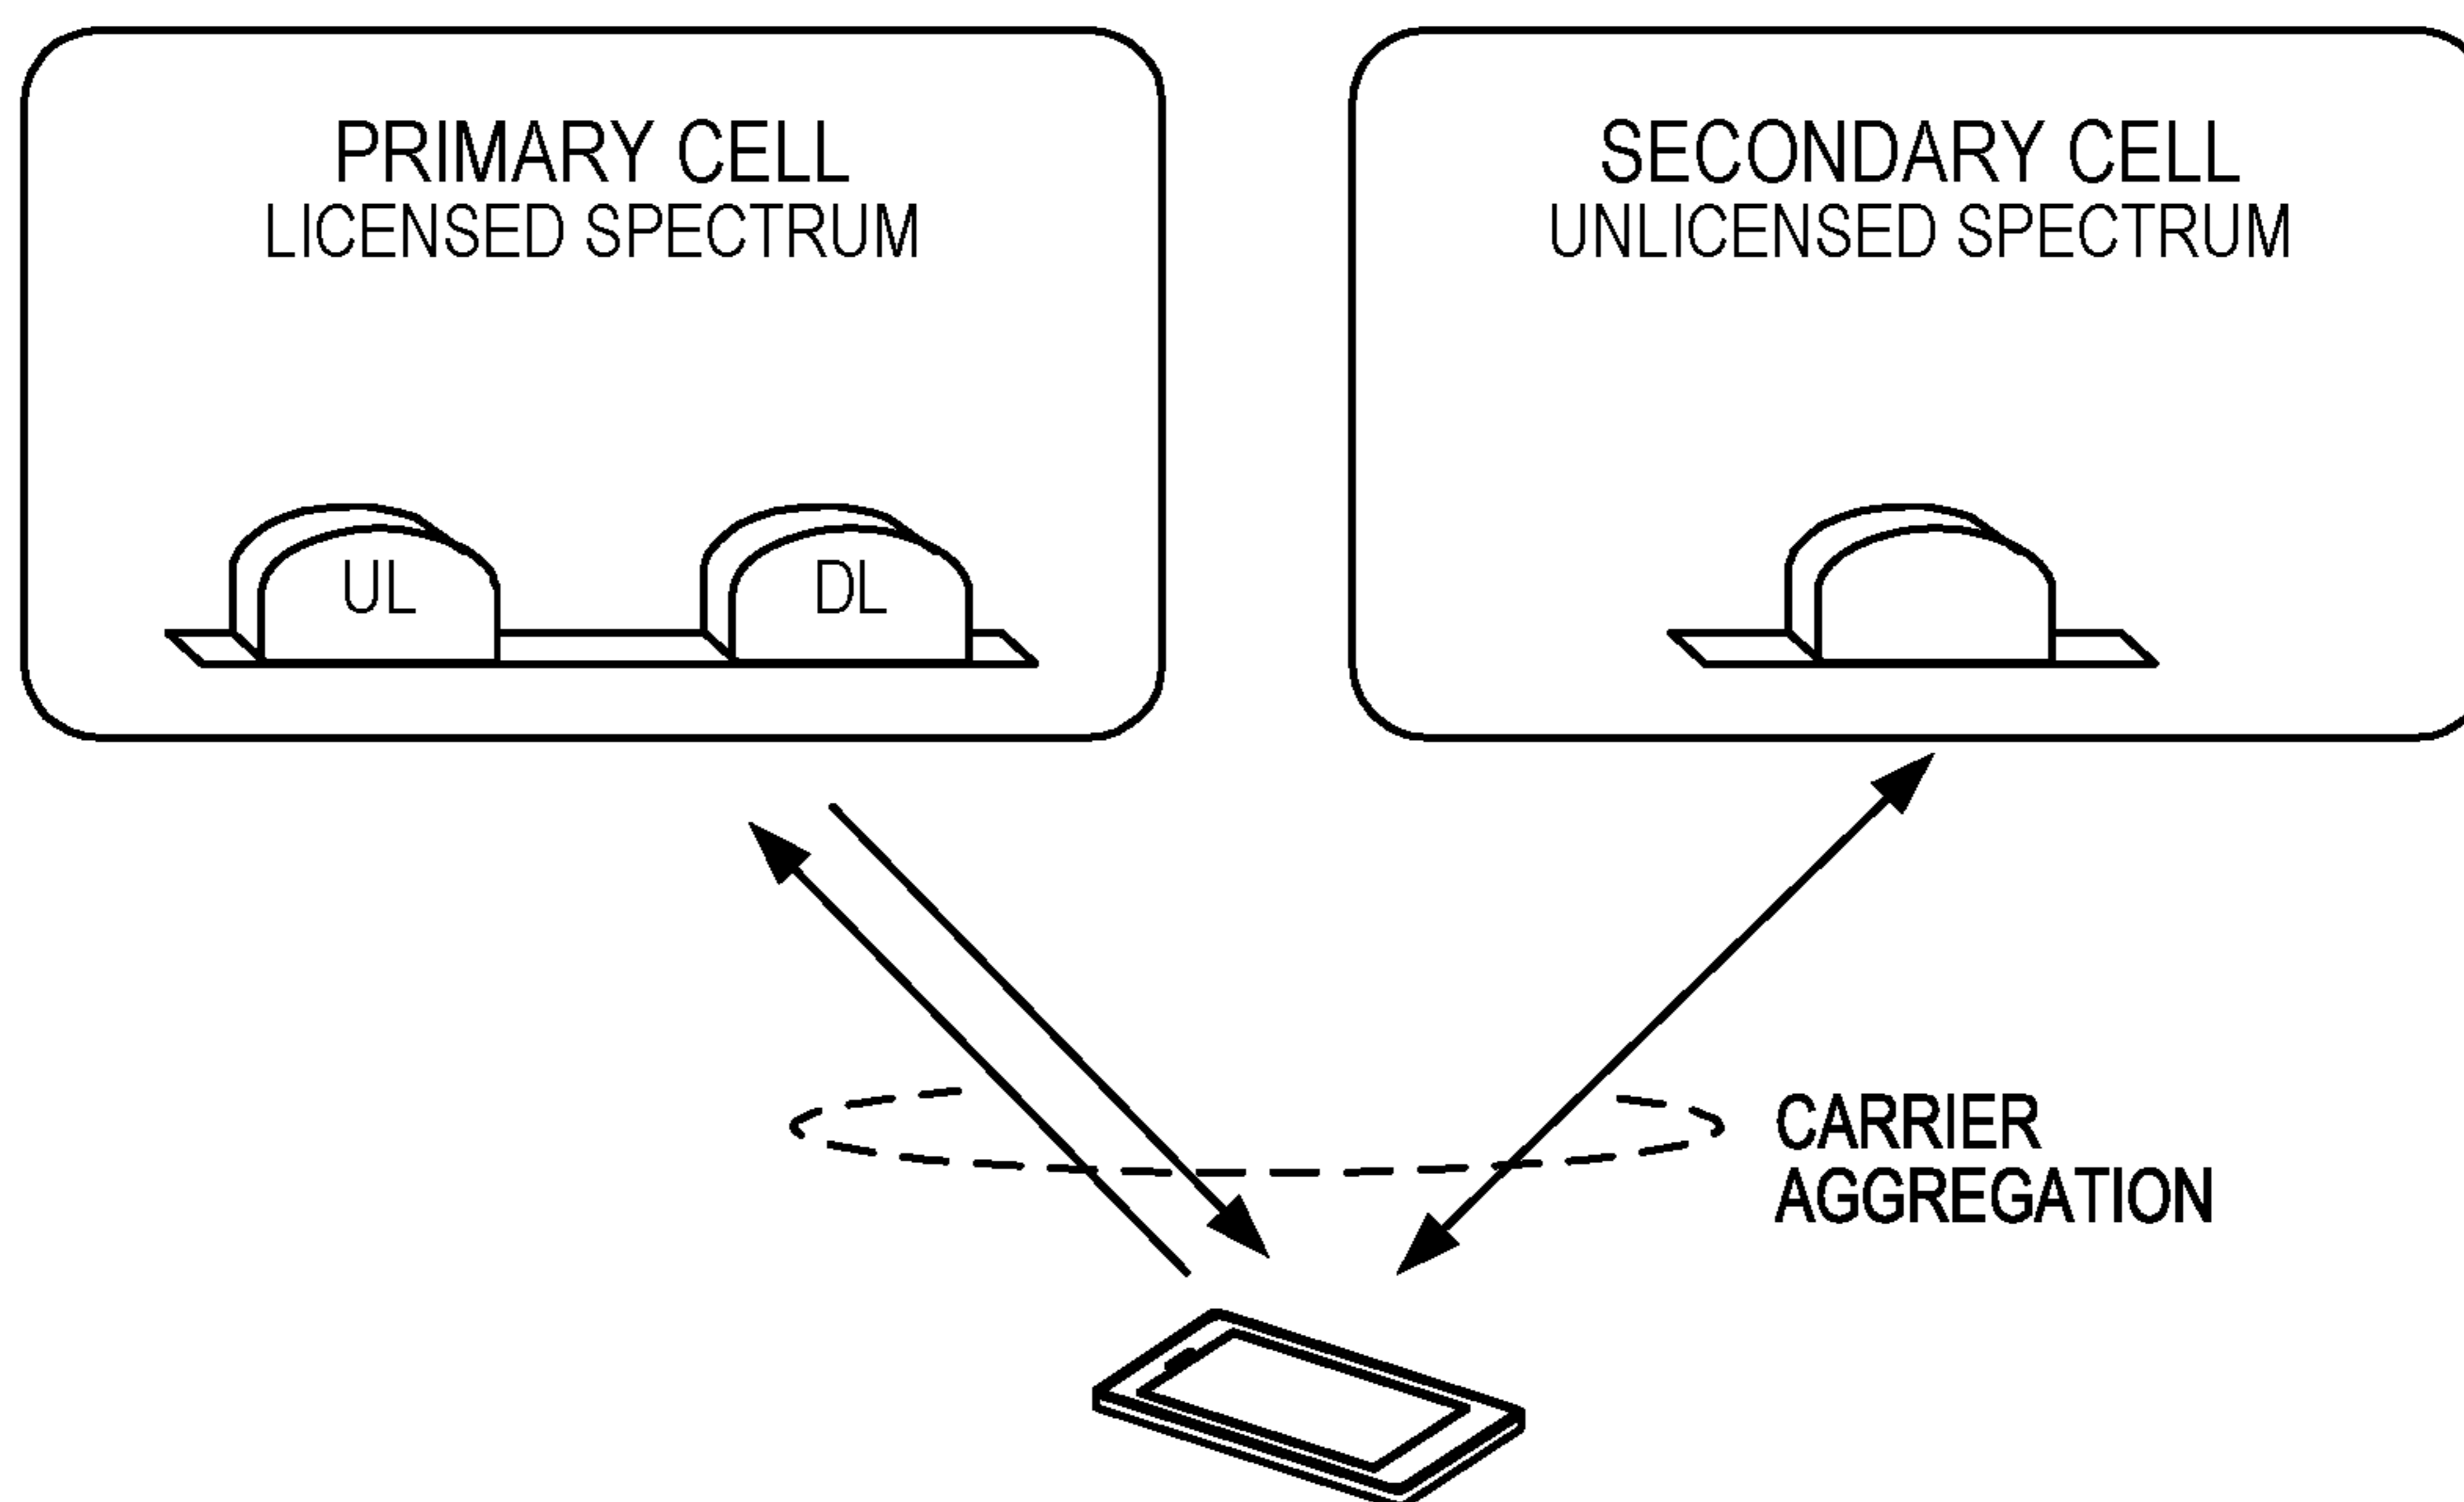 PRIMARY CELL
LICENSED SPECTRUM
UL
DL
SECONDARY CELL
UNLICENSED SPECTRUM
CARRIER
AGGREGATION